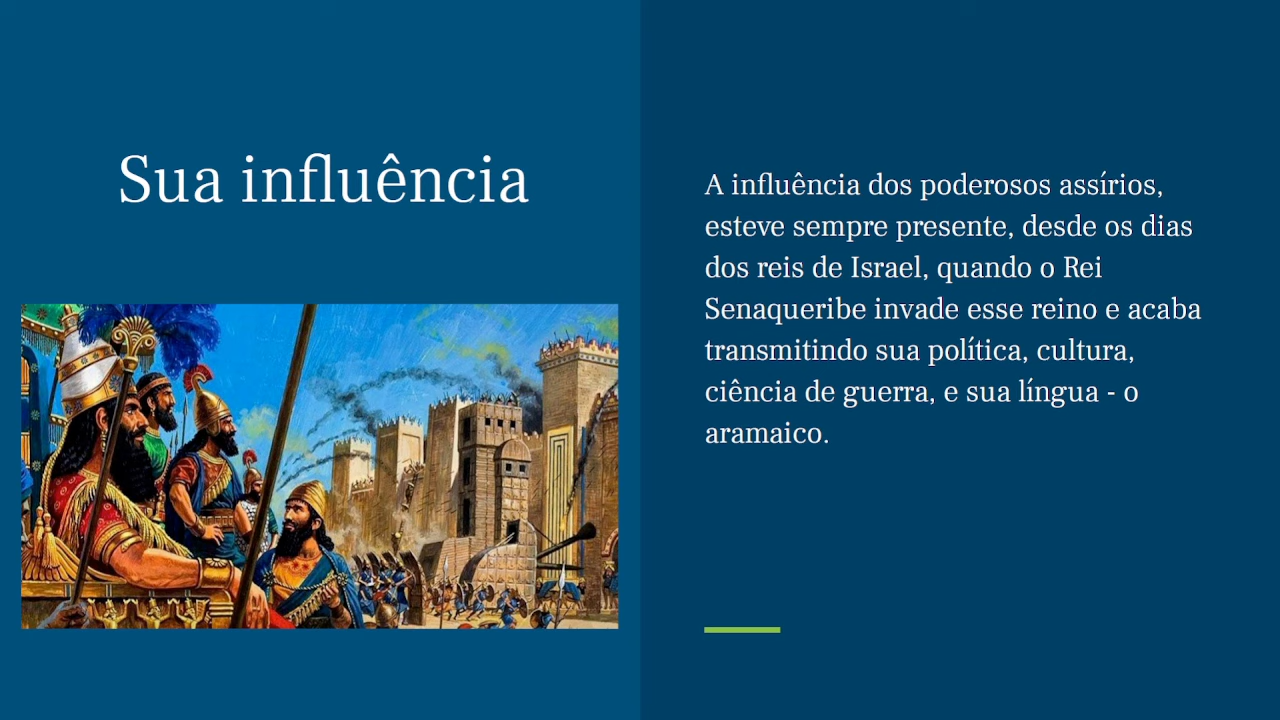 Sua influência
A influência dos poderosos assírios,
esteve sempre presente, desde os dias
dos reis de Israel, quando o Rei
Senaqueribe invade esse reino e acaba
transmitindo sua política, cultura,
ciência de guerra, e sua língua - o
aramaico.